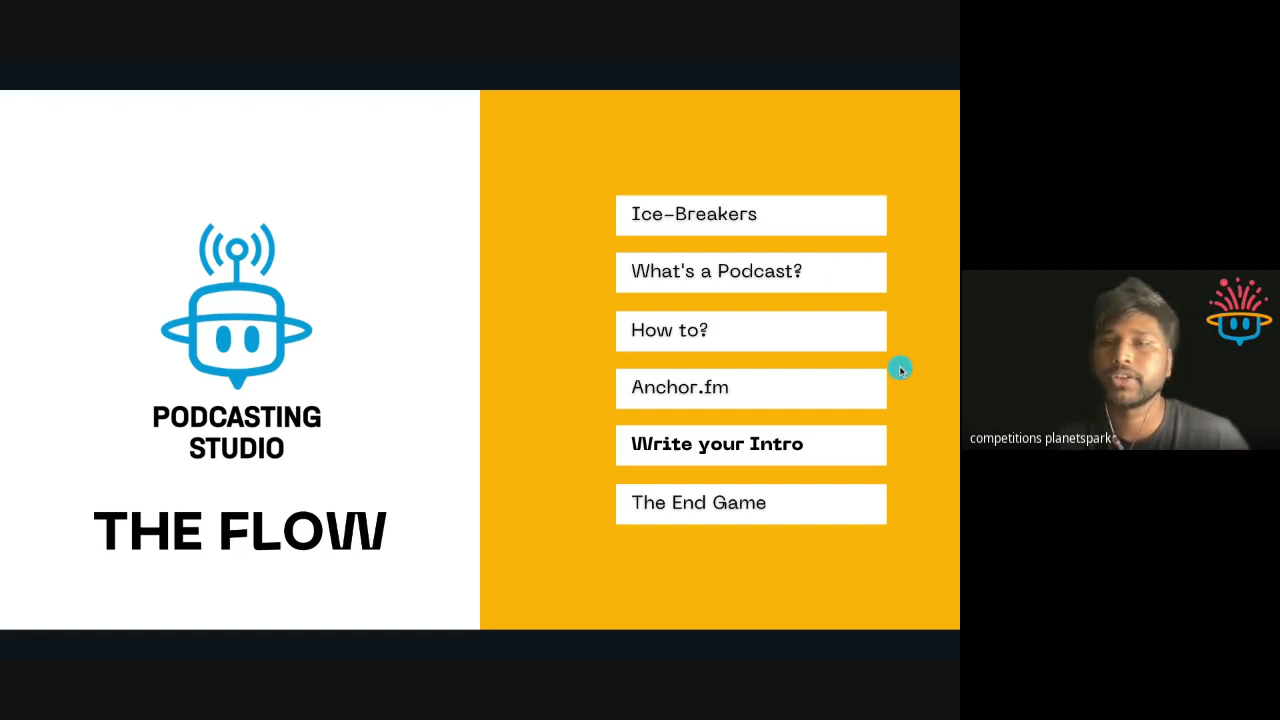 PODCASTING
STUDIO
THE FLOW
Ice-Breakers
What's a Podcast?
How to?
Anchor.fm
Write your Intro
The End Game
competitions planetspark